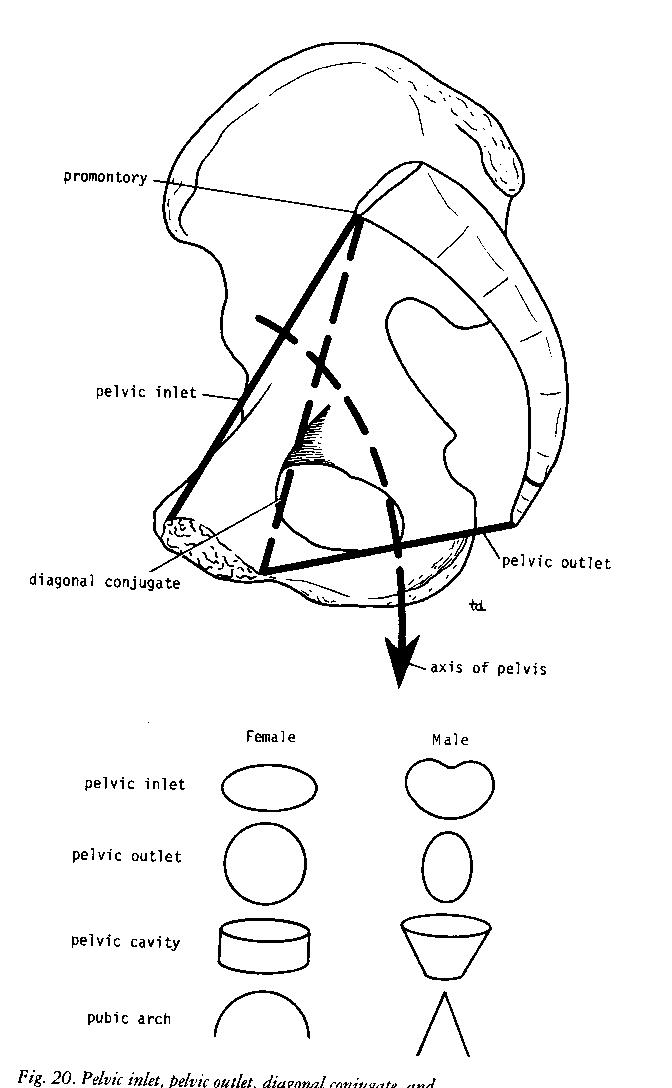 promontory
pelvic inlet
diagonal conjugate
pelvic outlet
axis of pelvis
Female Male
pelvic inlet
pelvic outlet
pelvic cavity
pubic arch
Fig. 20. Pelvic inlet, pelvic outlet, diagonal conjugate, and